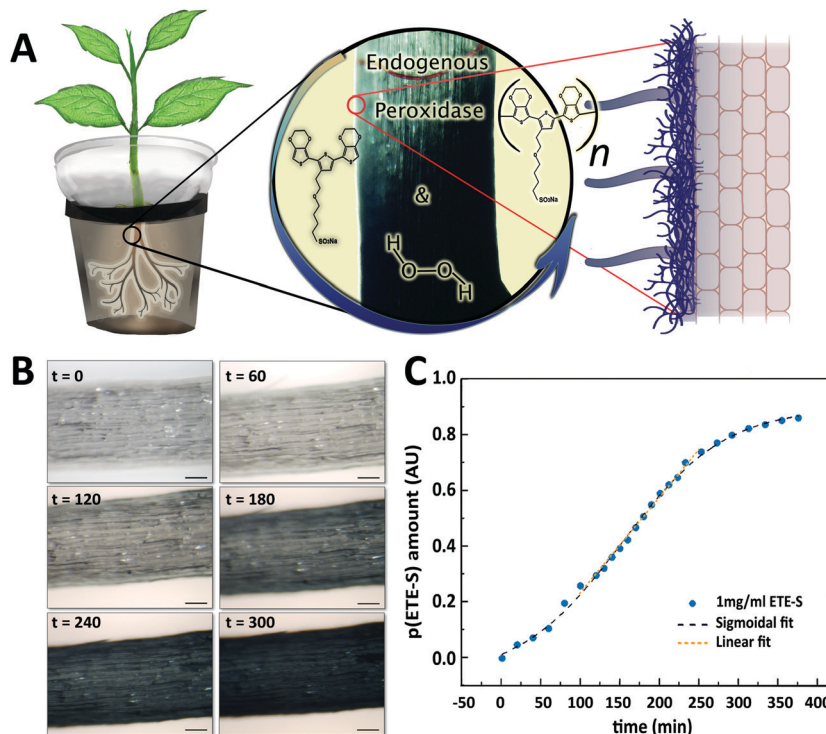 A
Endogenous
Peroxidase
&
H
O
O
H
SO₃Na
SO₃Na
n
B
t = 0
t = 60
t = 120
t = 180
t = 240
t = 300
C
p(ETE-S) amount (AU)
0.8
0.6
0.4
0.2
0.0
1mg/ml ETE-S
Sigmoidal fit
Linear fit
-50 0 50 100 150 200 250 300 350 400
time (min)